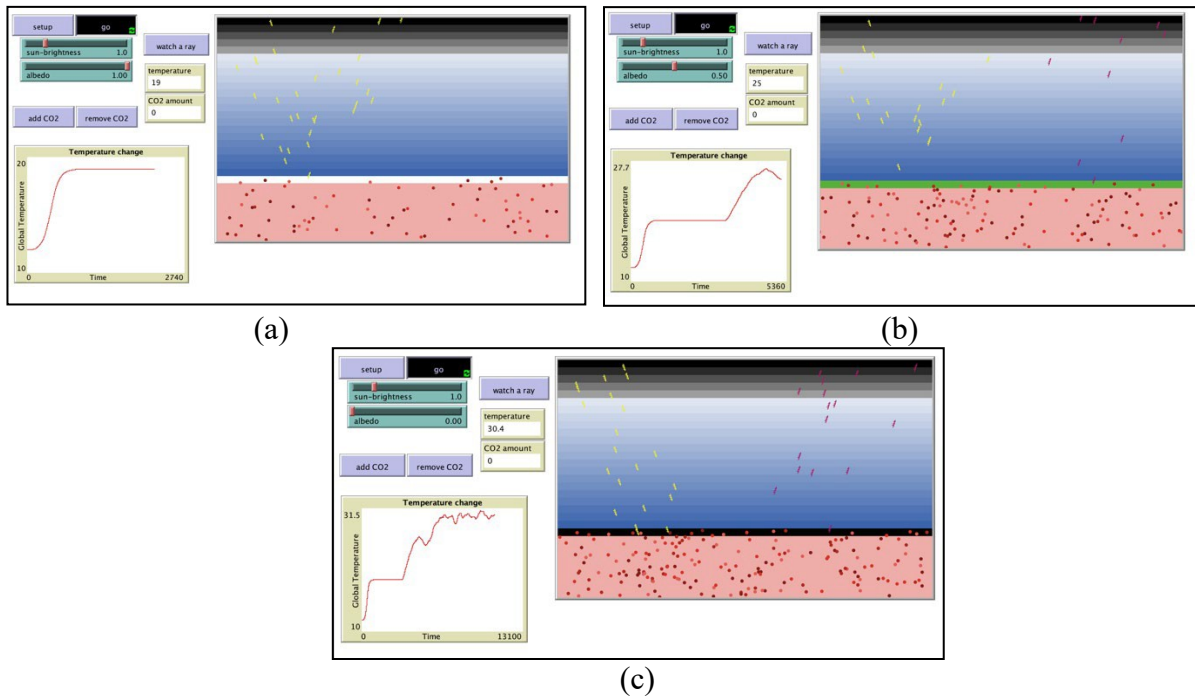 setup
go
sun-brightness 1.0
albedo 1.00
watch a ray
temperature
19
CO2 amount
0
add CO2
remove CO2
Temperature change
20
Global Temperature
10
0
Time
2740
(a)
setup
go
sun-brightness 1.0
albedo 0.50
watch a ray
temperature
25
CO2 amount
0
add CO2
remove CO2
Temperature change
27.7
Global Temperature
10
0
Time
5360
(b)
setup
go
sun-brightness 1.0
albedo 0.00
watch a ray
temperature
30.4
CO2 amount
0
add CO2
remove CO2
Temperature change
31.5
Global Temperature
10
0
Time
13100
(c)